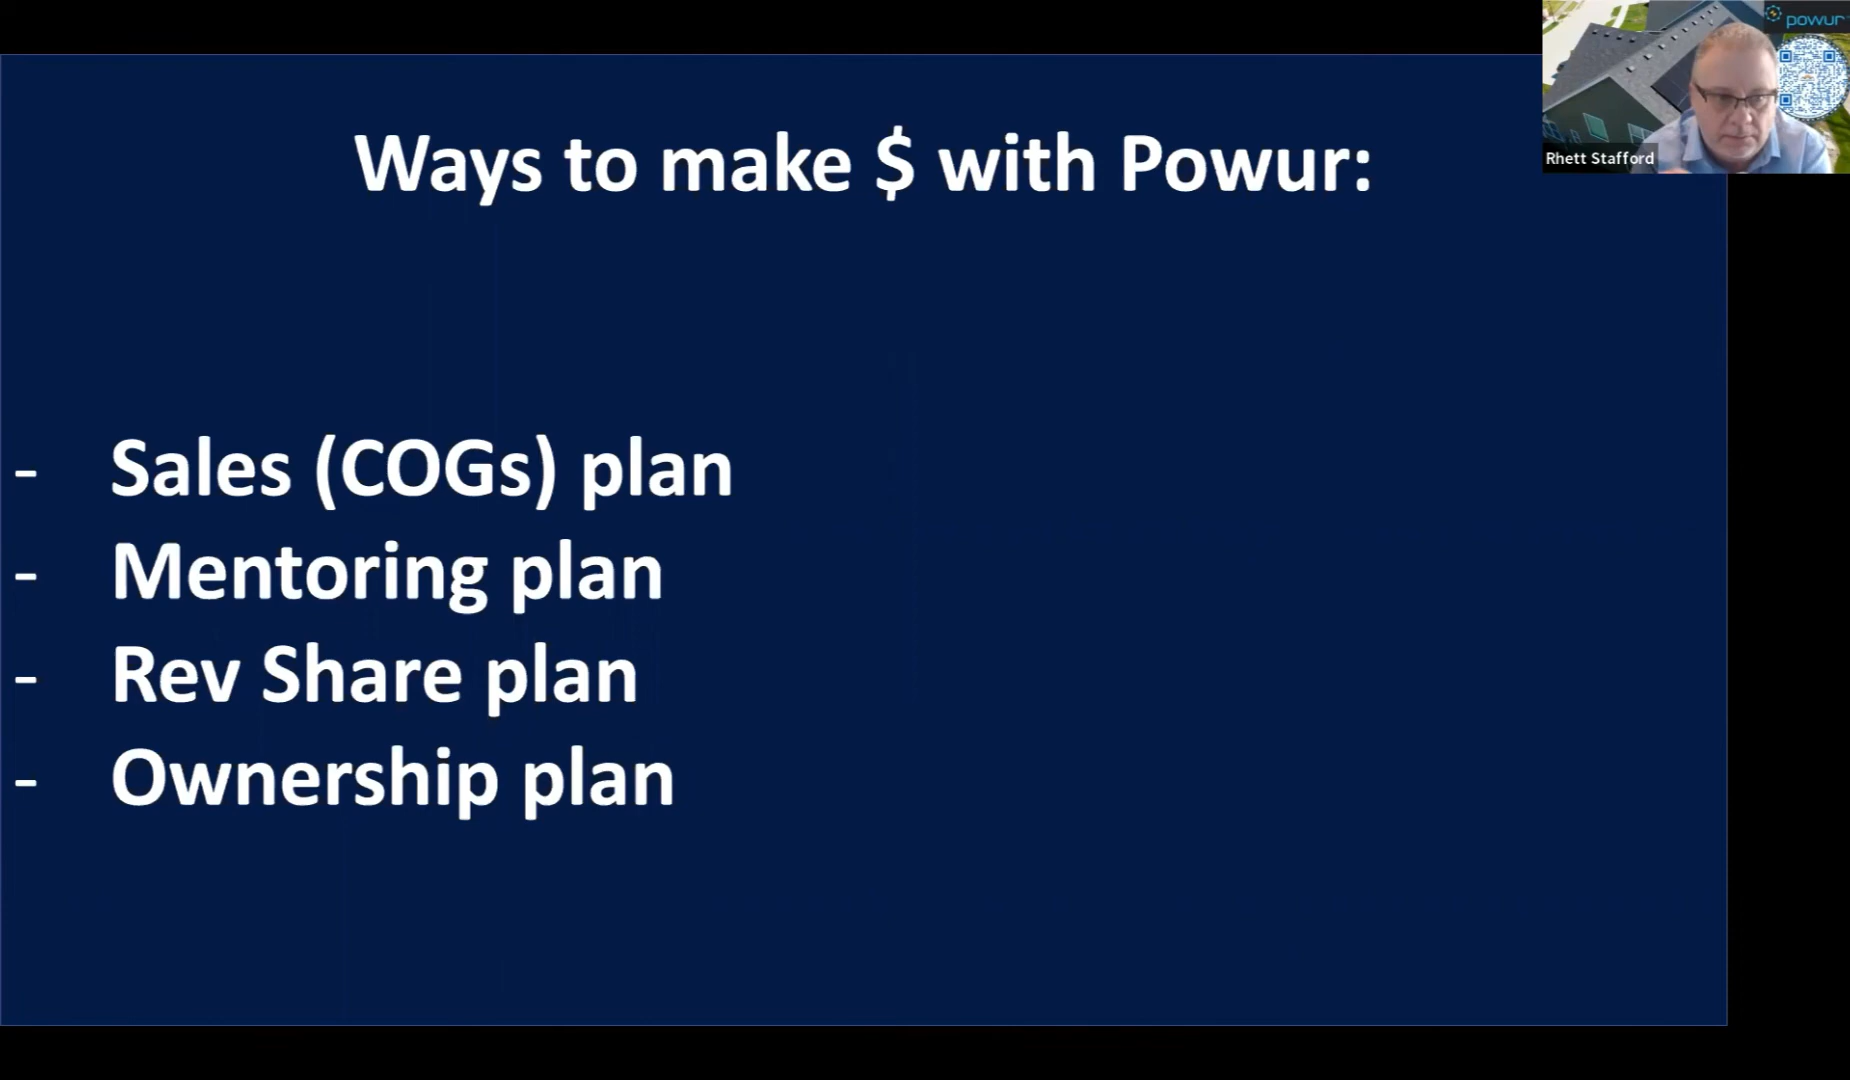 powur
Ways to make $ with Powur:
Rhett Stafford
- Sales (COGs) plan
- Mentoring plan
- Rev Share plan
- Ownership plan